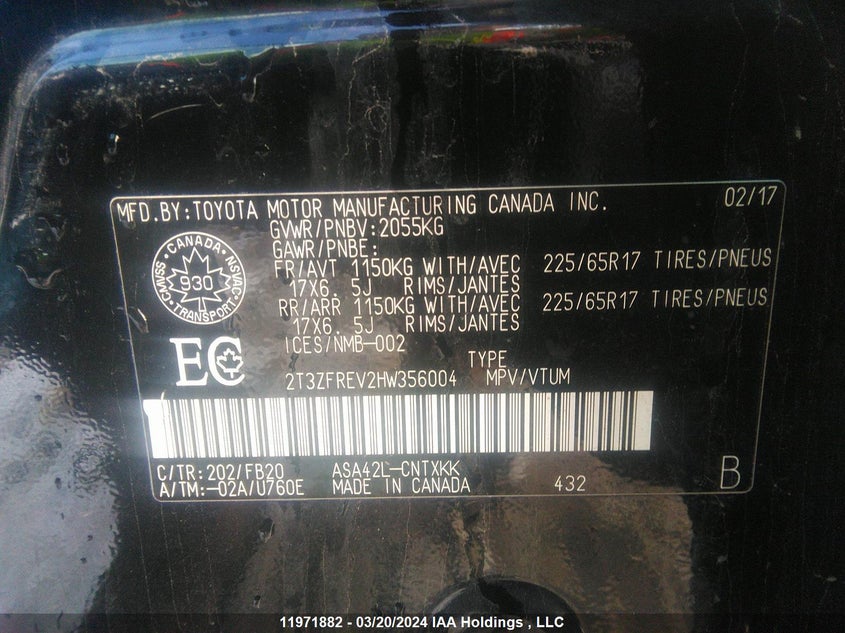 MFD.BY:TOYOTA MOTOR MANUFACTURING CANADA INC. 02/17
GVWR/PNBV:2055KG
GAWR/PNBE:
FR/AVT 1150KG WITH/AVEC 225/65R17 TIRES/PNEUS
17X6. 5J RIMS/JANTES
RR/ARR 1150KG WITH/AVEC 225/65R17 TIRES/PNEUS
17X6. 5J RIMS/JANTES
CANADA
CMVSS 930 NSVAC
TRANSPORT
ICES/NMB-002
EC
TYPE
2T3ZFREV2HW356004 MPV/VTUM
C/TR:202/FB20 ASA42L-CNTXKK
A/TM:-02A/U760E MADE IN CANADA 432 B
11971882 - 03/20/2024 IAA Holdings , LLC